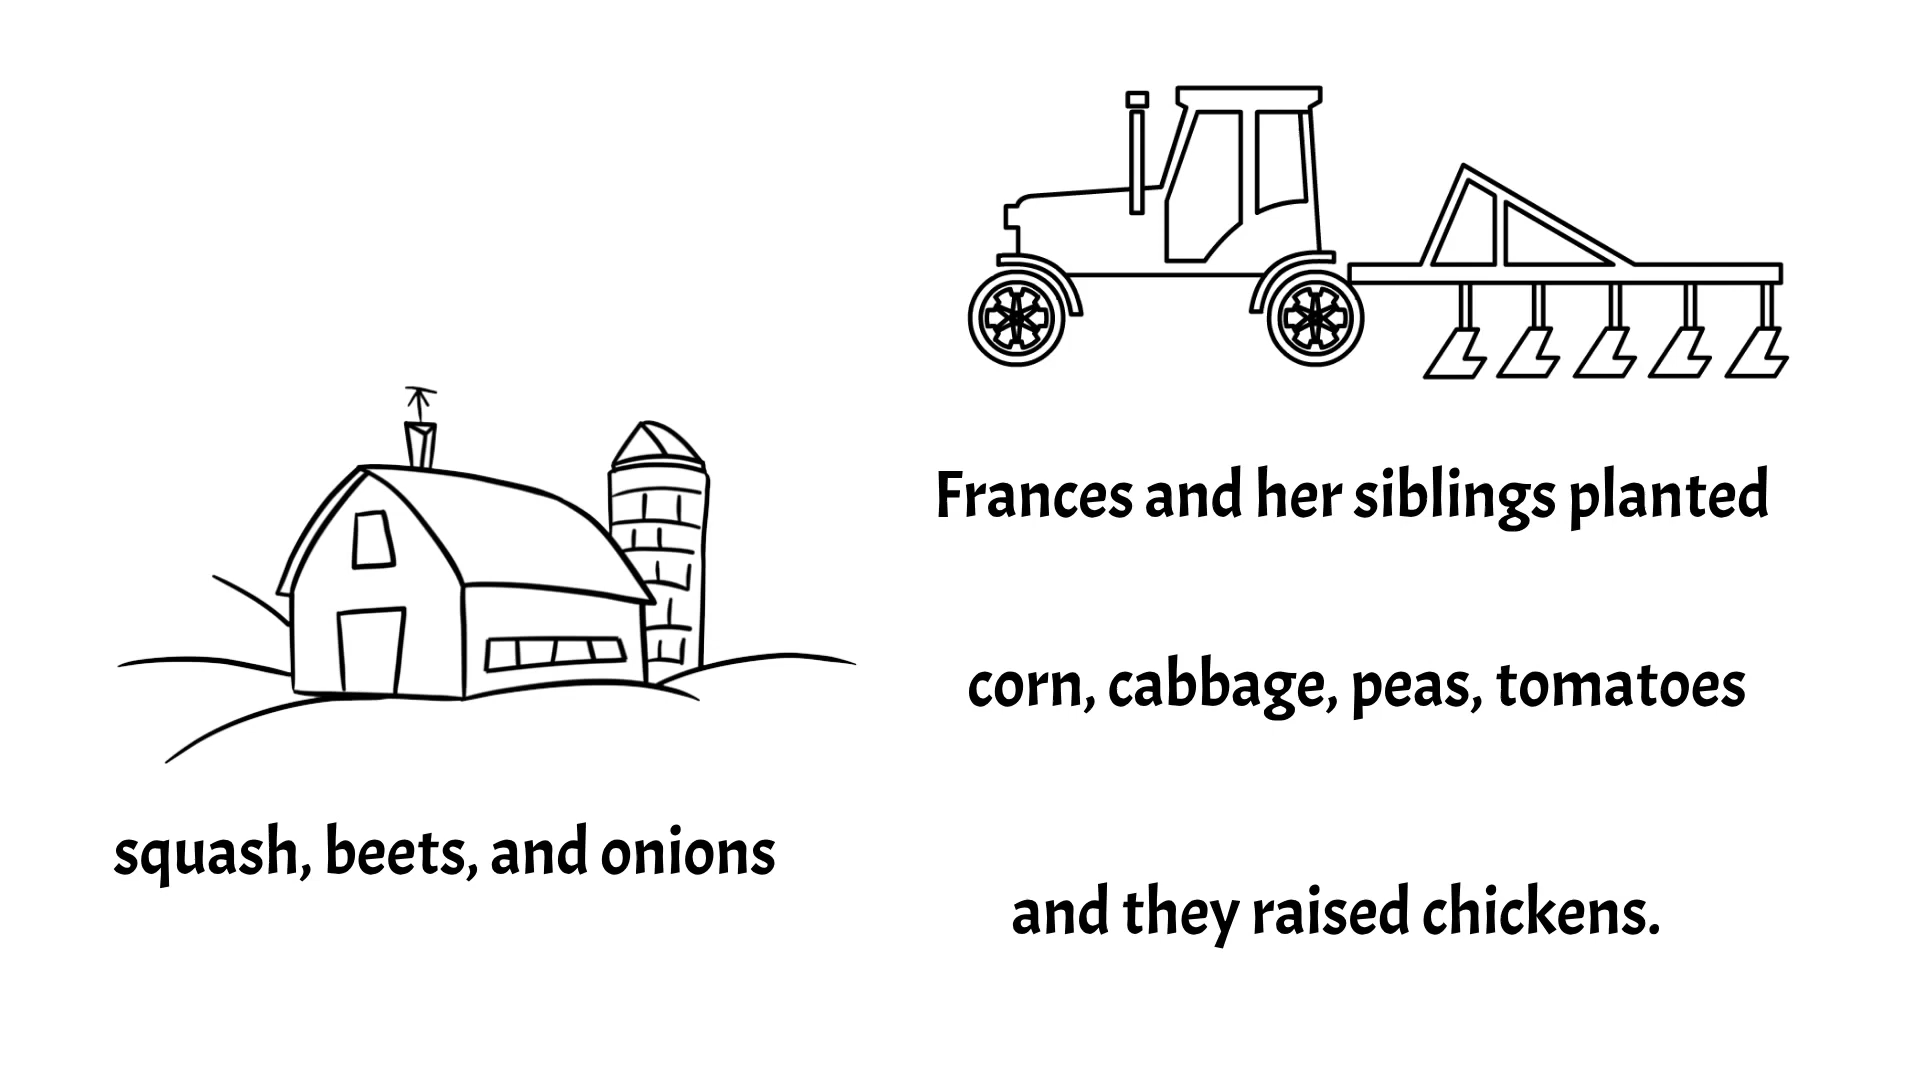 Frances and her siblings planted
corn, cabbage, peas, tomatoes
squash, beets, and onions
and they raised chickens.